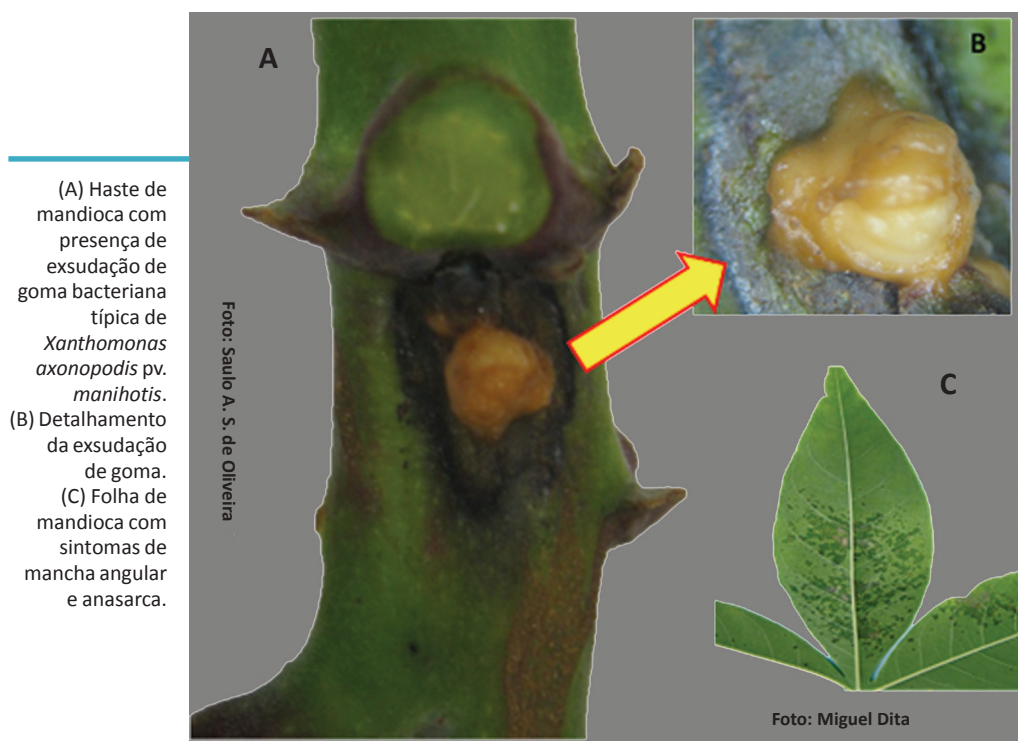 (A) Haste de
mandioca com
presença de
exsudação de
goma bacteriana
típica de
Xanthomonas
axonopodis pv.
manihotis.
(B) Detalhamento
da exsudação
de goma.
(C) Folha de
mandioca com
sintomas de
mancha angular
e anasarca.
A
Foto: Saulo A. S. de Oliveira
B
C
Foto: Miguel Dita